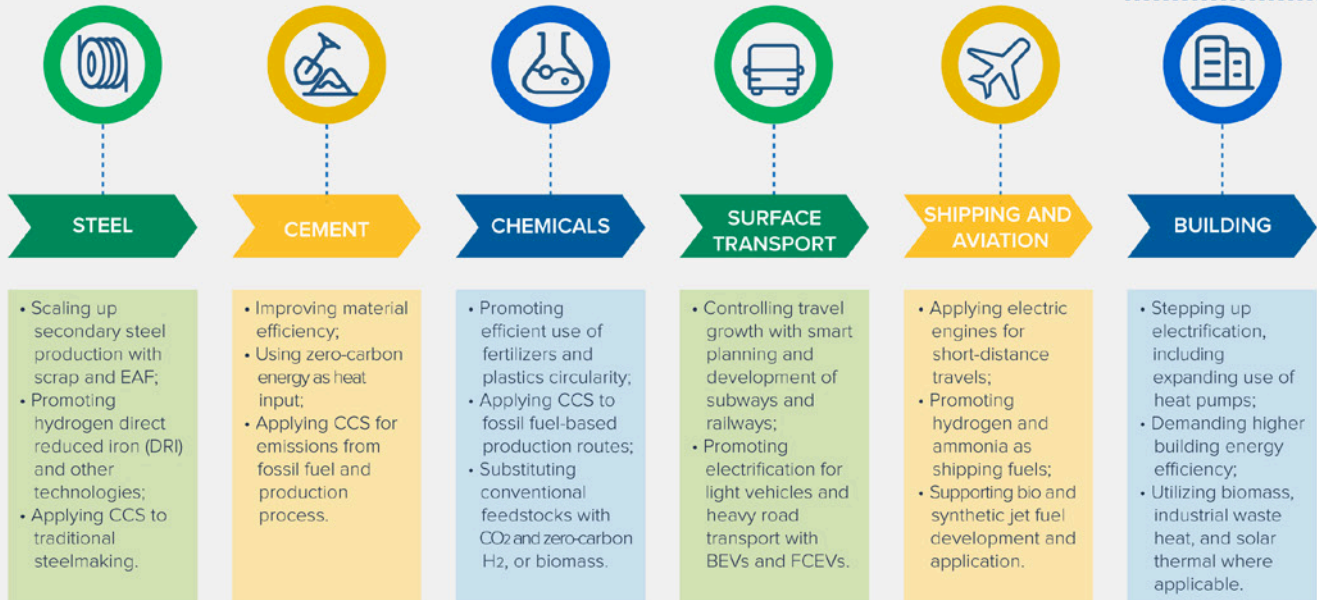 STEEL
• Scaling up
secondary steel
production with
scrap and EAF;
• Promoting
hydrogen direct
reduced iron (DRI)
and other
technologies;
• Applying CCS to
traditional
steelmaking.
CEMENT
• Improving material
efficiency;
• Using zero-carbon
energy as heat
input;
• Applying CCS for
emissions from
fossil fuel and
production
process.
CHEMICALS
• Promoting
efficient use of
fertilizers and
plastics circularity;
• Applying CCS to
fossil fuel-based
production routes;
• Substituting
conventional
feedstocks with
CO2 and zero-carbon
H2, or biomass.
SURFACE
TRANSPORT
• Controlling travel
growth with smart
planning and
development of
subways and
railways;
• Promoting
electrification for
light vehicles and
heavy road
transport with
BEVs and FCEVs.
SHIPPING AND
AVIATION
• Applying electric
engines for
short-distance
travels;
• Promoting
hydrogen and
ammonia as
shipping fuels;
• Supporting bio and
synthetic jet fuel
development and
application.
BUILDING
• Stepping up
electrification,
including
expanding use of
heat pumps;
• Demanding higher
building energy
efficiency;
• Utilizing biomass,
industrial waste
heat, and solar
thermal where
applicable.